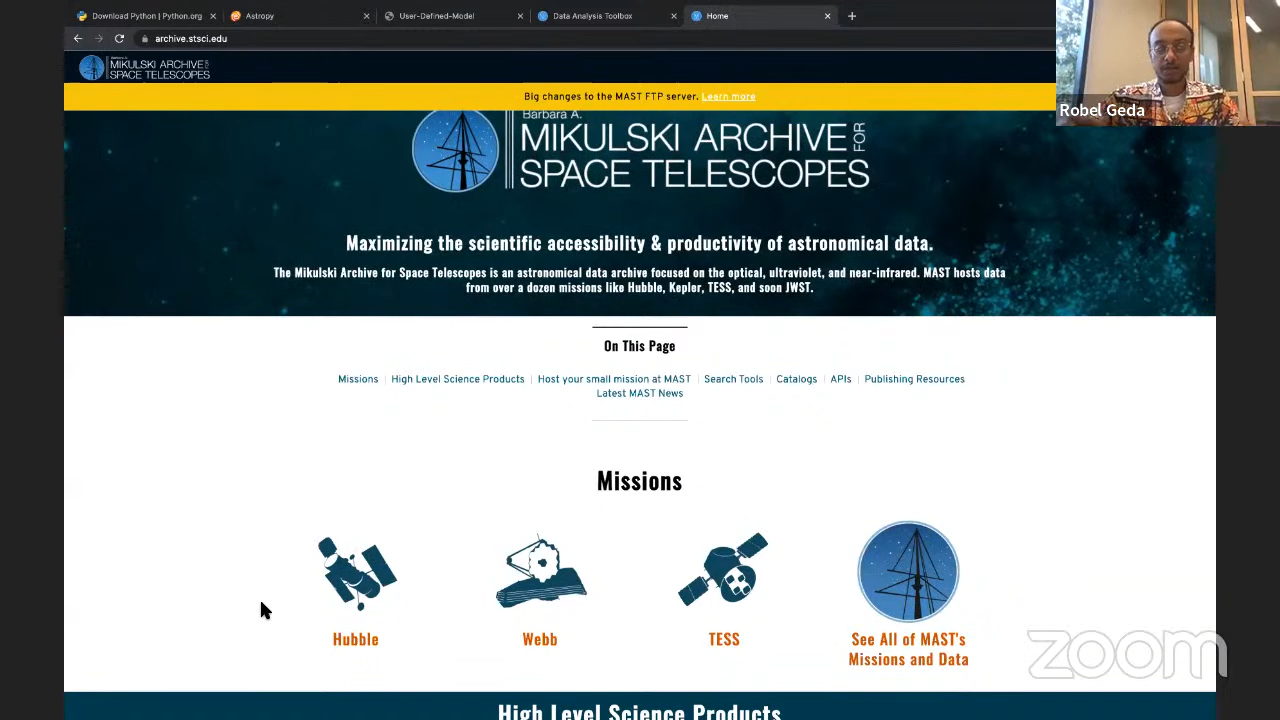 Download Python | Python.org
Astropy
User-Defined-Model
Data Analysis Toolbox
Home
archive.stsci.edu
Barbara A.
MIKULSKI ARCHIVE FOR
SPACE TELESCOPES
Robel Geda
Big changes to the MAST FTP server. Learn more
Barbara A.
MIKULSKI ARCHIVE FOR
SPACE TELESCOPES
Maximizing the scientific accessibility & productivity of astronomical data.
The Mikulski Archive for Space Telescopes is an astronomical data archive focused on the optical, ultraviolet, and near-infrared. MAST hosts data
from over a dozen missions like Hubble, Kepler, TESS, and soon JWST.
On This Page
Missions | High Level Science Products | Host your small mission at MAST | Search Tools | Catalogs | APIs | Publishing Resources
Latest MAST News
Missions
Hubble
Webb
TESS
See All of MAST's
Missions and Data
zoom
High Level Science Products